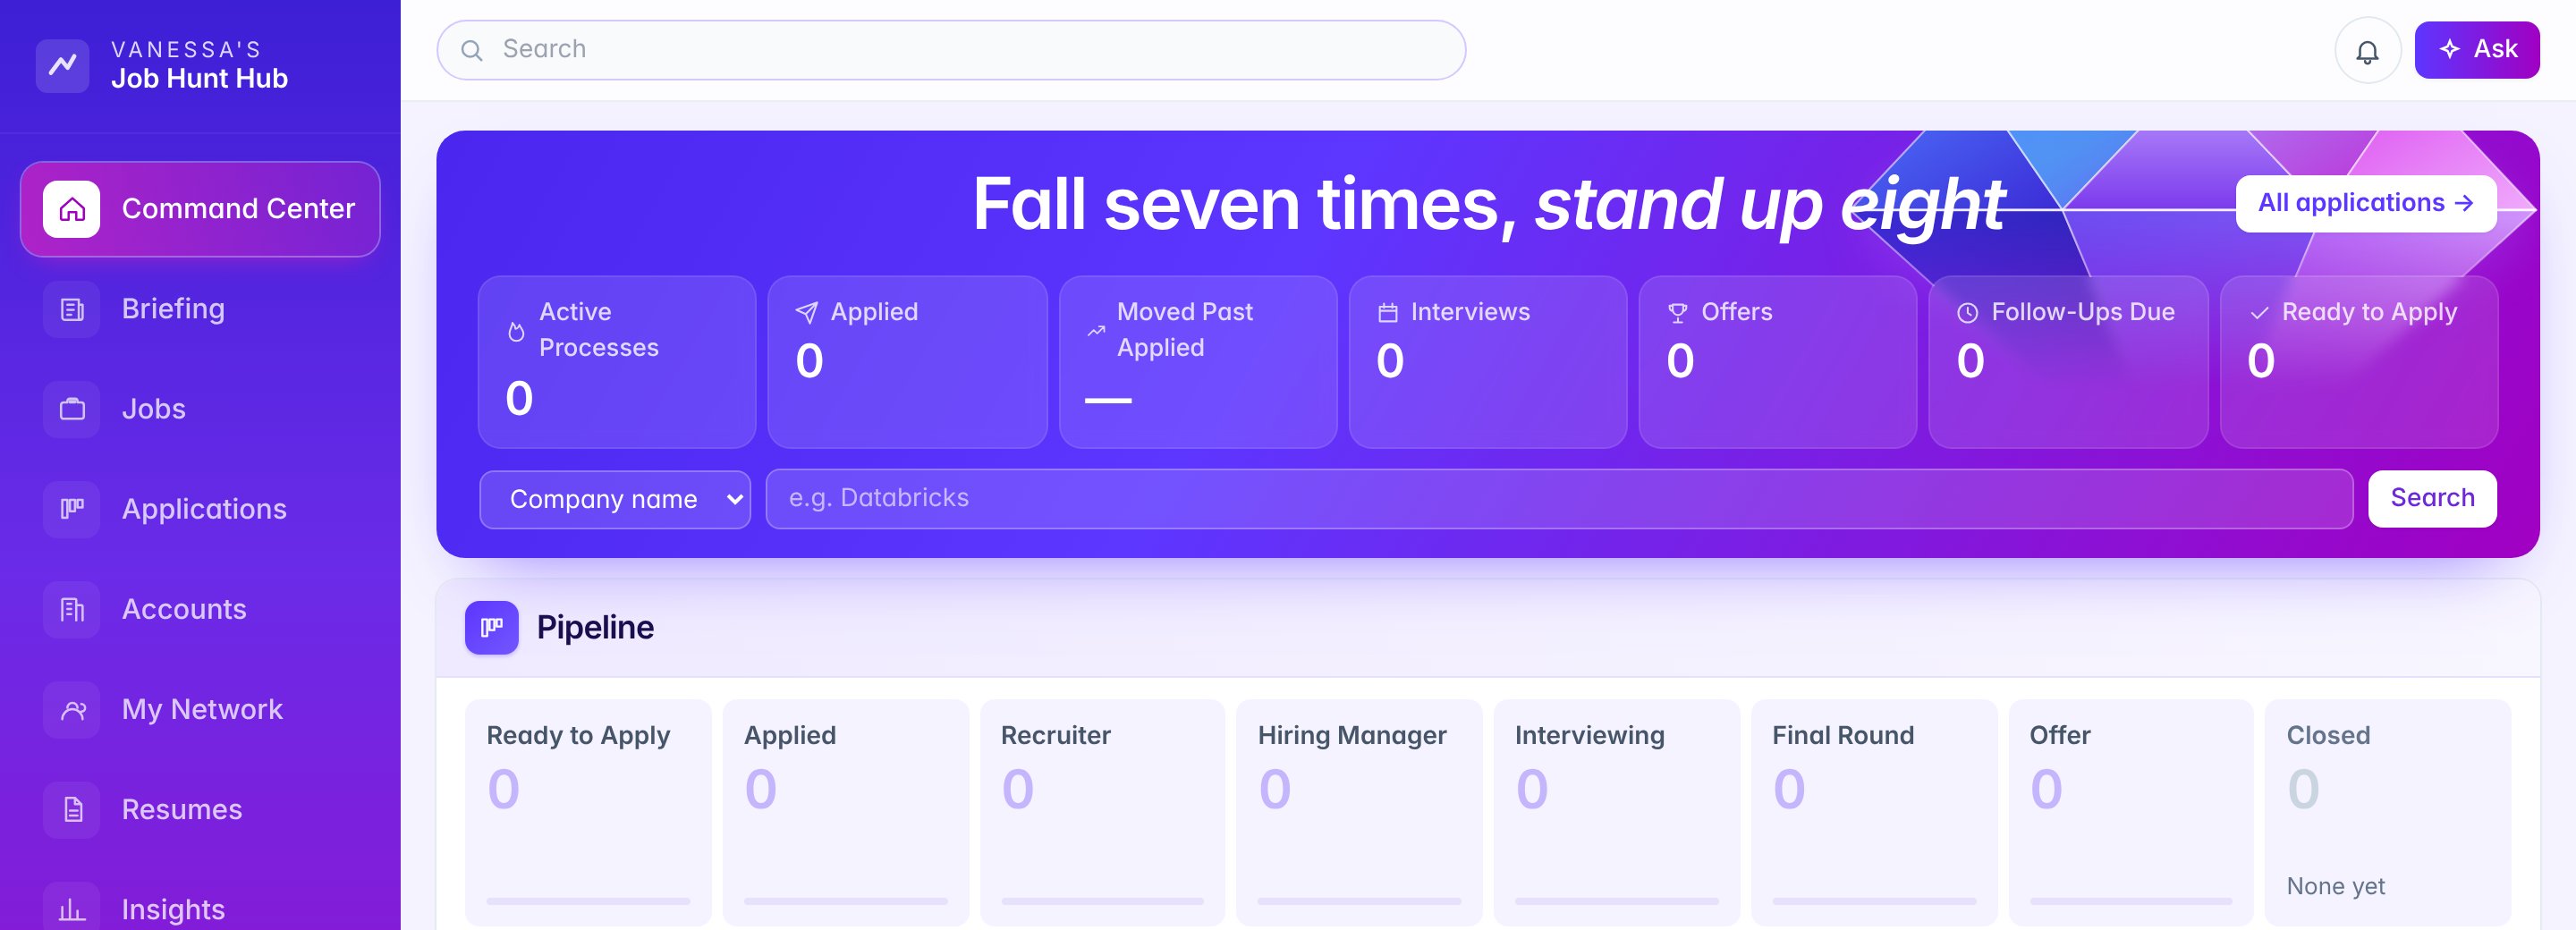 VANESSA'S
Job Hunt Hub
Search
Ask
Command Center
Briefing
Jobs
Applications
Accounts
My Network
Resumes
Insights
Fall seven times, stand up eight
All applications →
Active
Processes
0
Applied
0
Moved Past
Applied
—
Interviews
0
Offers
0
Follow-Ups Due
0
Ready to Apply
0
Company name
e.g. Databricks
Search
Pipeline
Ready to Apply
0
Applied
0
Recruiter
0
Hiring Manager
0
Interviewing
0
Final Round
0
Offer
0
Closed
0
None yet